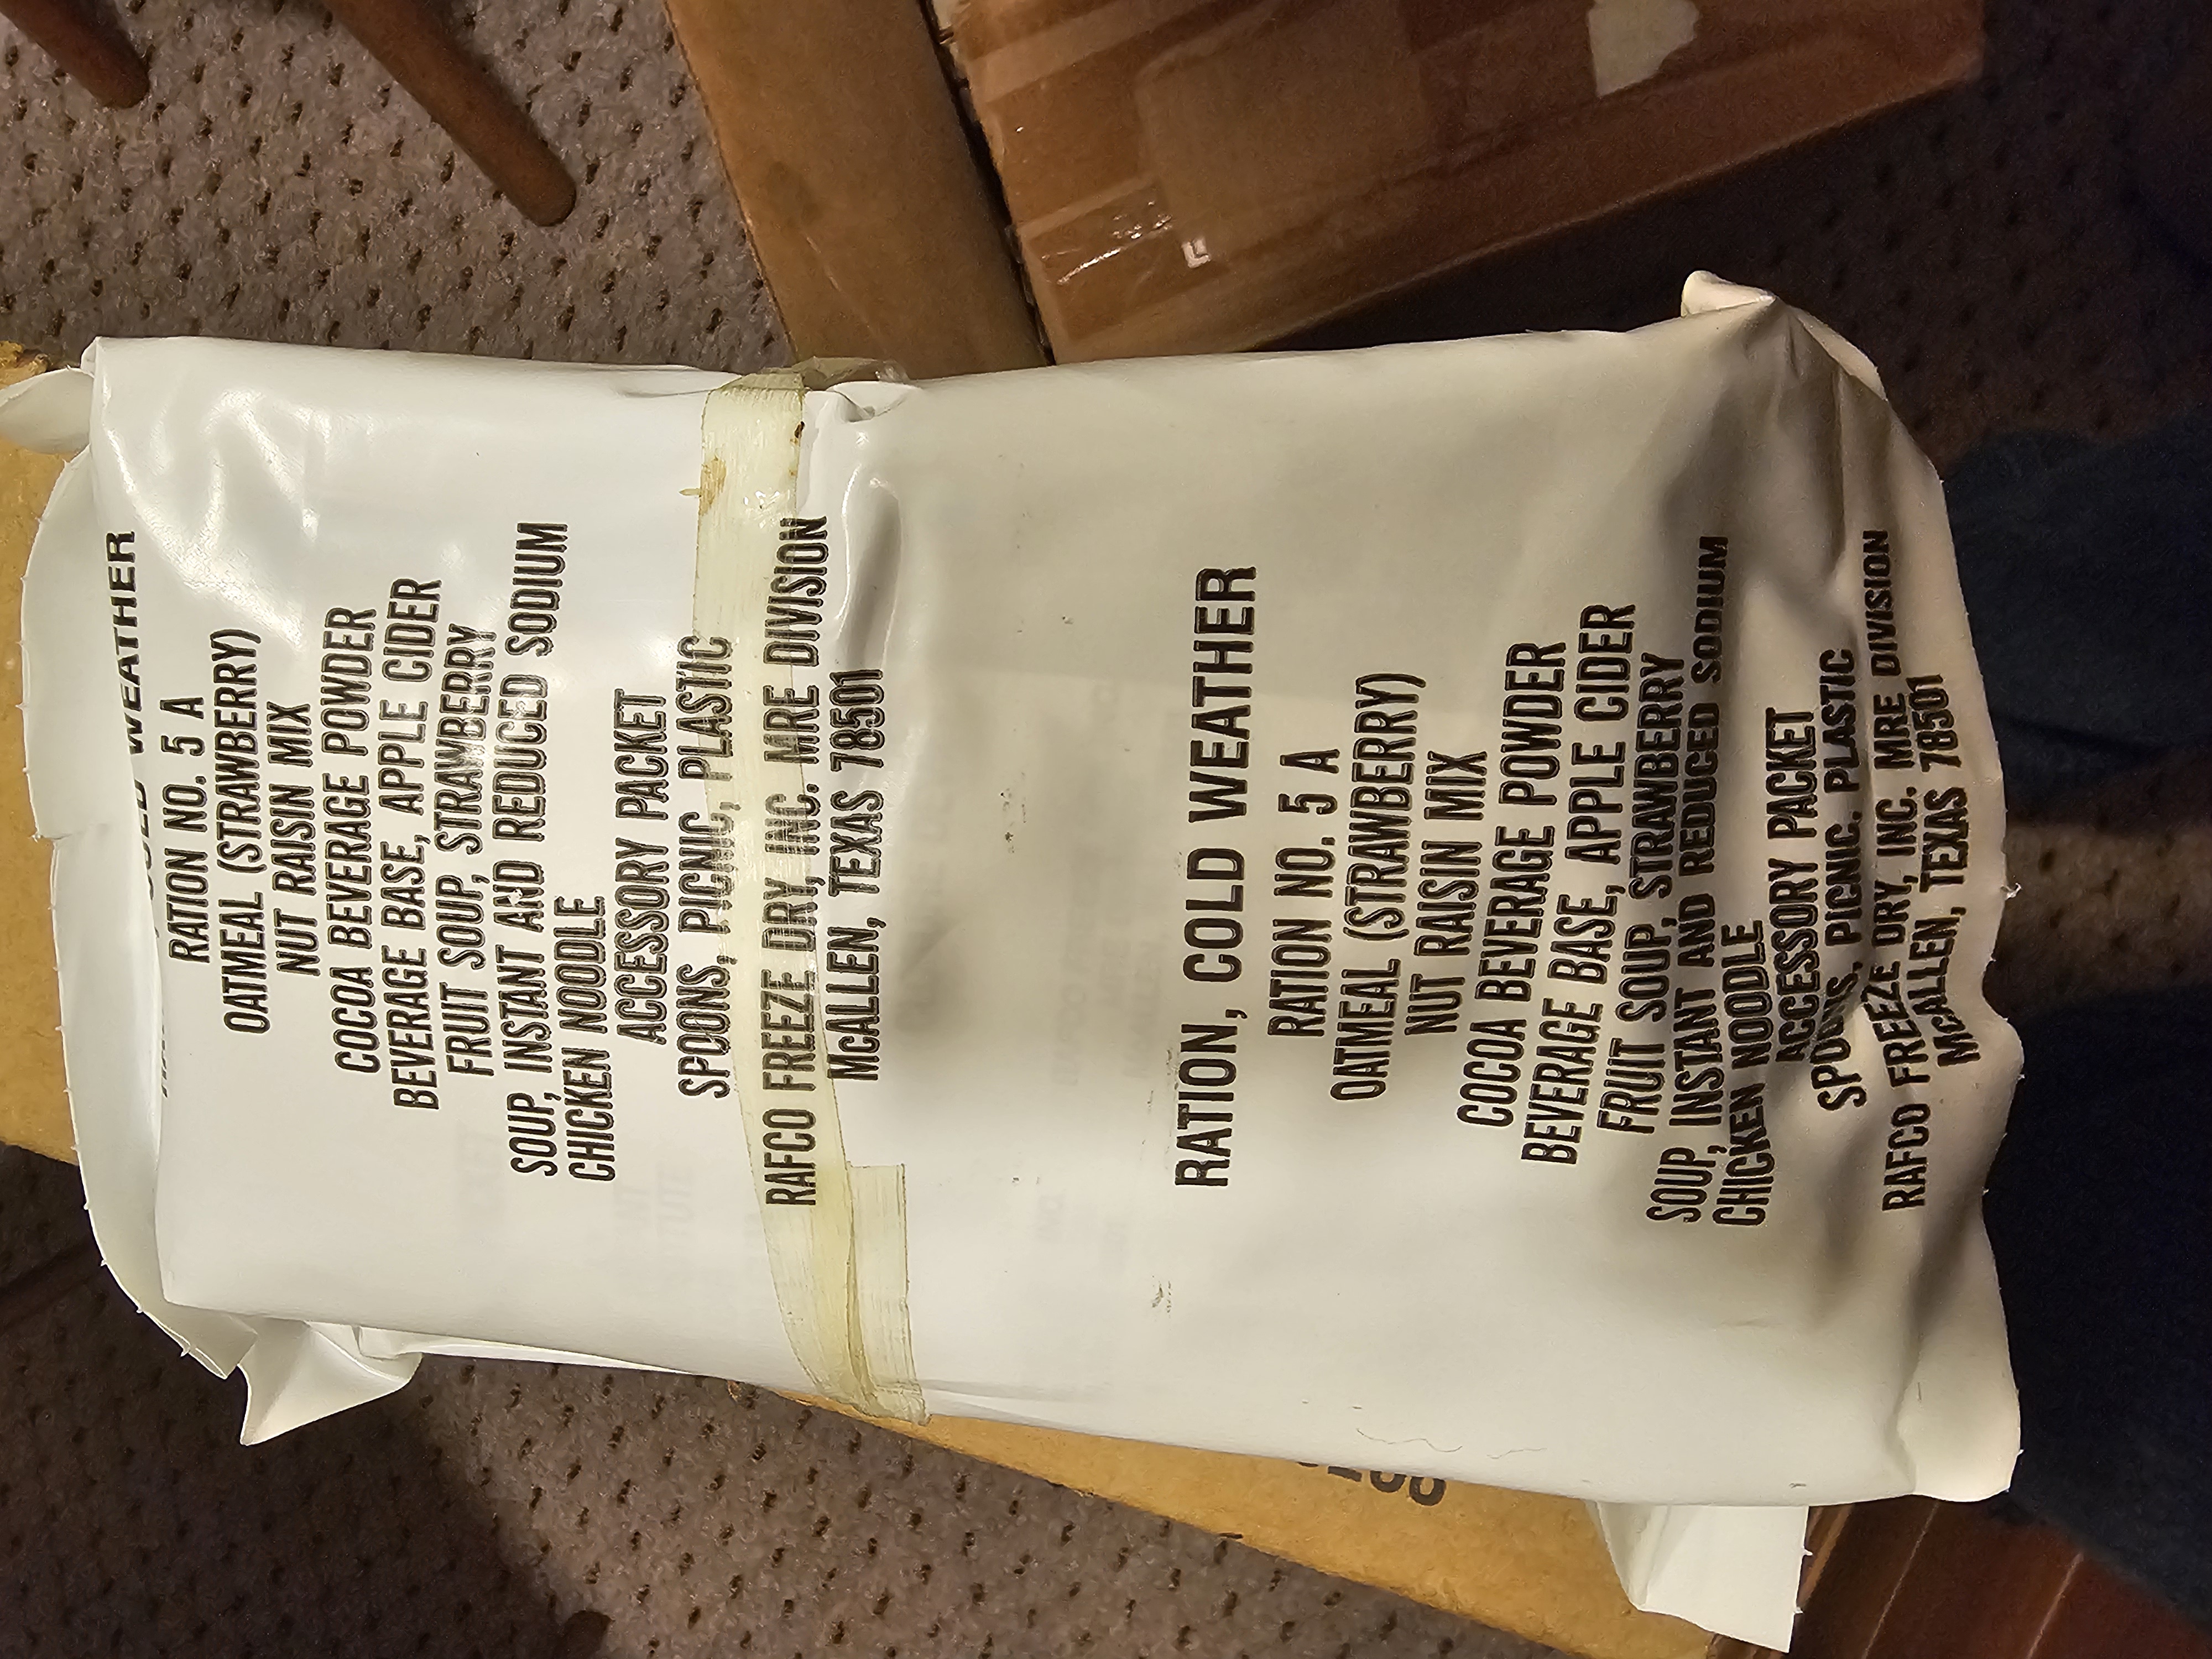 COLD WEATHER
RATION NO. 5 A
OATMEAL (STRAWBERRY)
NUT RAISIN MIX
COCOA BEVERAGE POWDER
BEVERAGE BASE, APPLE CIDER
FRUIT SOUP, STRAWBERRY
SOUP, INSTANT AND REDUCED SODIUM
CHICKEN NOODLE
ACCESSORY PACKET
SPOONS, PICNIC, PLASTIC
RAFCO FREEZE DRY, INC. MRE DIVISION
McALLEN, TEXAS 78501
RATION, COLD WEATHER
RATION NO. 5 A
OATMEAL (STRAWBERRY)
NUT RAISIN MIX
COCOA BEVERAGE POWDER
BEVERAGE BASE, APPLE CIDER
FRUIT SOUP, STRAWBERRY
SOUP, INSTANT AND REDUCED SODIUM
CHICKEN NOODLE
ACCESSORY PACKET
SPOONS, PICNIC, PLASTIC
RAFCO FREEZE DRY, INC. MRE DIVISION
McALLEN, TEXAS 78501